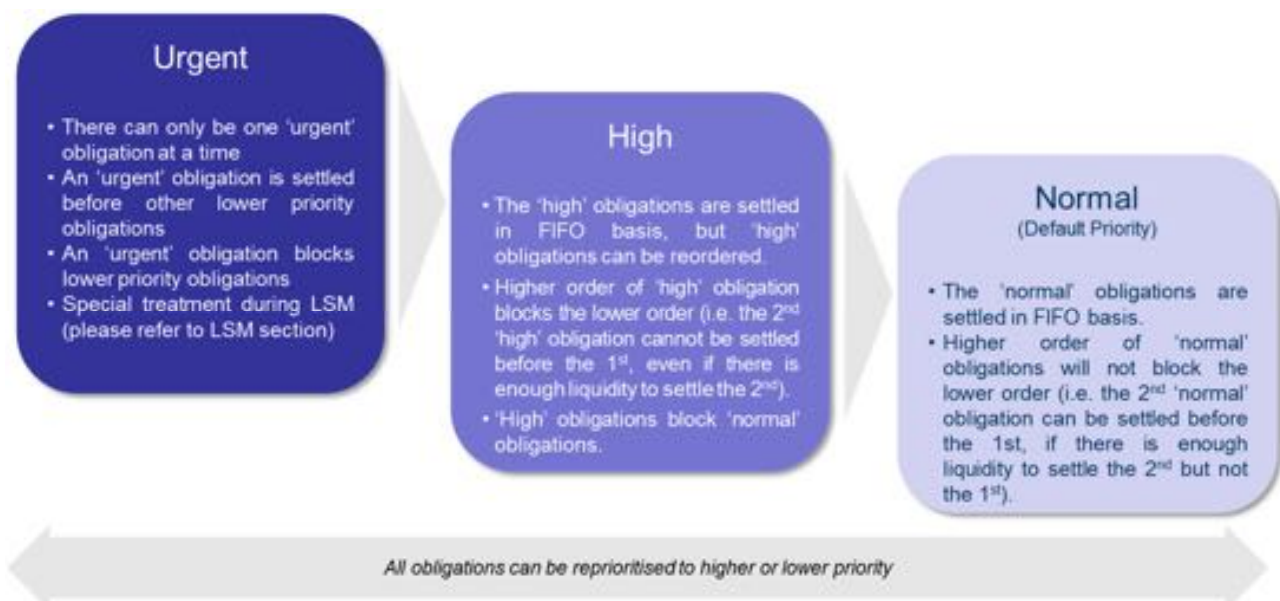 Urgent
• There can only be one ‘urgent’
obligation at a time
• An ‘urgent’ obligation is settled
before other lower priority
obligations
• An ‘urgent’ obligation blocks
lower priority obligations
• Special treatment during LSM
(please refer to LSM section)
High
• The ‘high’ obligations are settled
in FIFO basis, but ‘high’
obligations can be reordered.
• Higher order of ‘high’ obligation
blocks the lower order (i.e. the 2nd
‘high’ obligation cannot be settled
before the 1st, even if there is
enough liquidity to settle the 2nd).
• ‘High’ obligations block ‘normal’
obligations.
Normal
(Default Priority)
• The ‘normal’ obligations are
settled in FIFO basis.
• Higher order of ‘normal’
obligations will not block the
lower order (i.e. the 2nd ‘normal’
obligation can be settled before
the 1st, if there is enough
liquidity to settle the 2nd but not
the 1st).
All obligations can be reprioritised to higher or lower priority